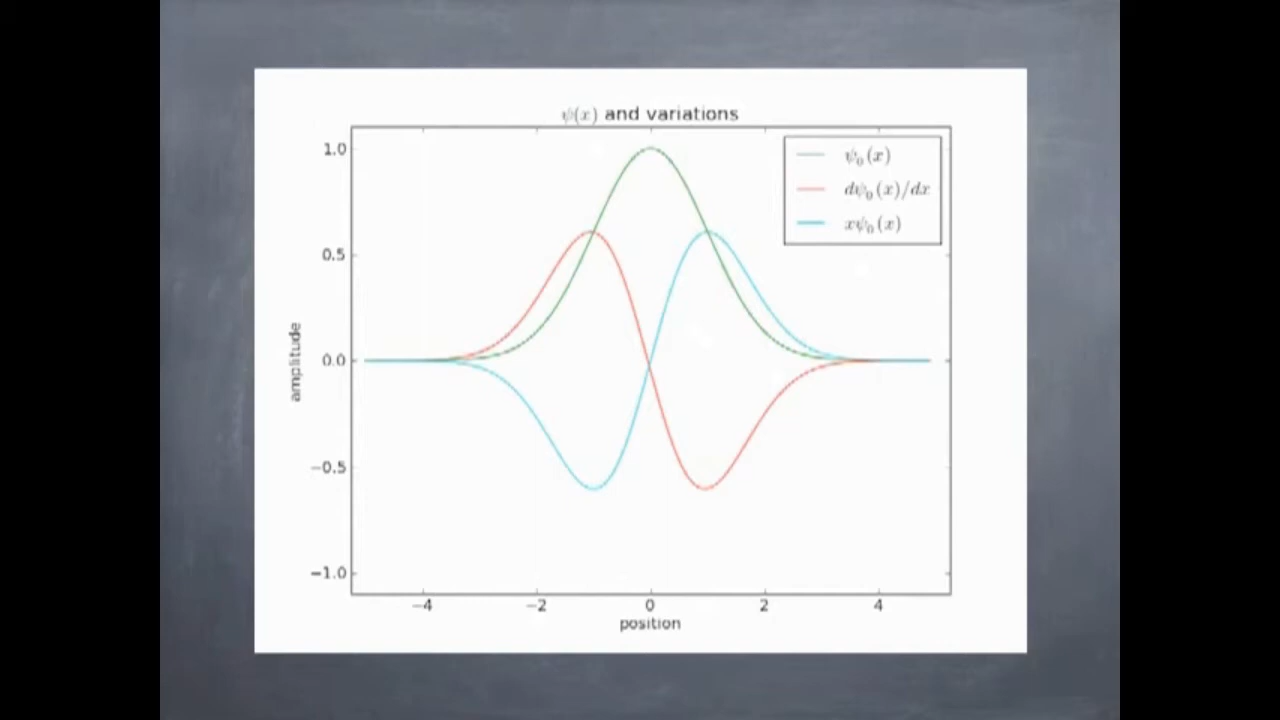 ψ(x) and variations
1.0
0.5
0.0
−0.5
−1.0
amplitude
−4 −2 0 2 4
position
ψ₀(x)
dψ₀(x)/dx
xψ₀(x)